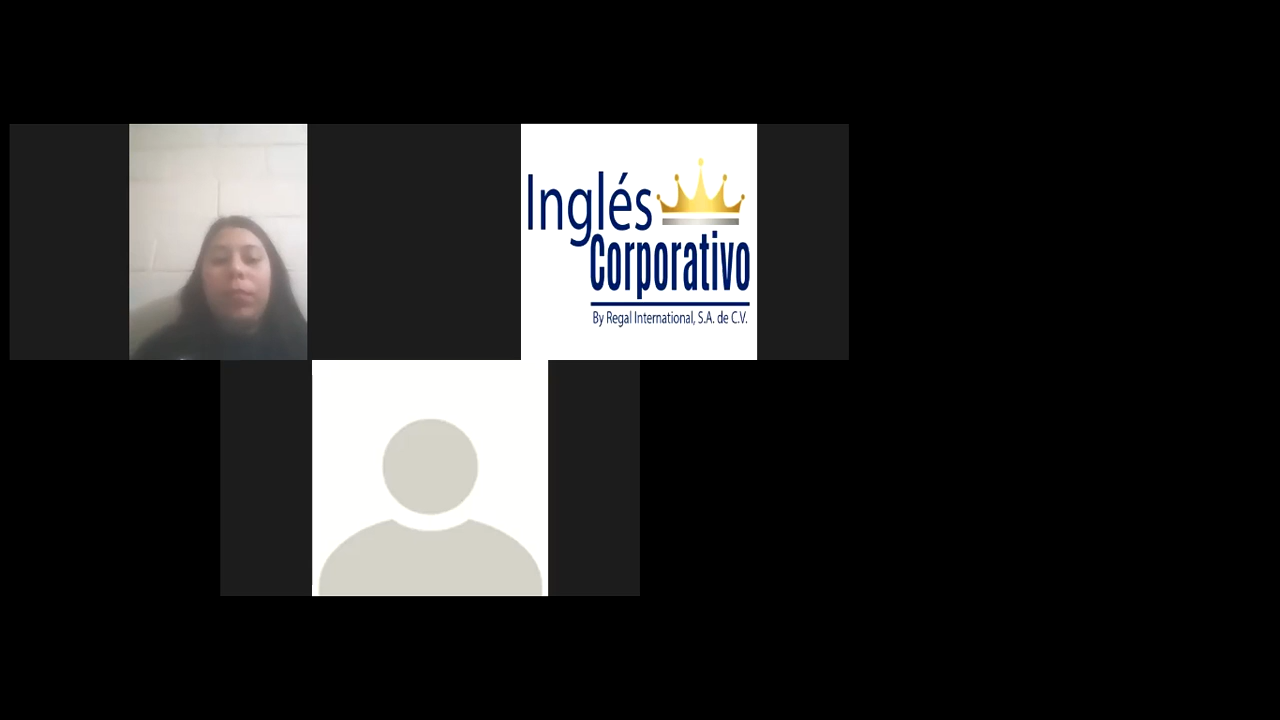 Inglés
Corporativo
By Regal International, S.A. de C.V.